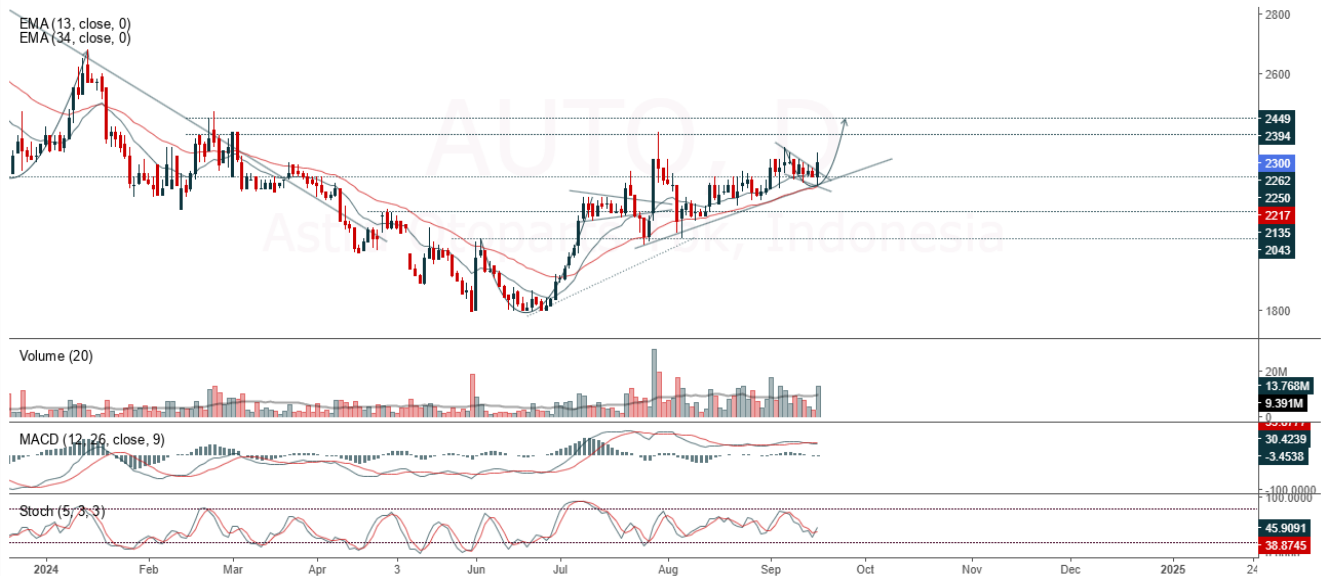 EMA (13, close, 0)
EMA (34, close, 0)
AUTO, D
Indonesia
2800
2600
2449
2394
2300
2262
2250
2217
2135
2043
1800
Volume (20)
20M
13.768M
9.391M
0
MACD (12, 26, close, 9)
30.4239
-3.4538
-100.0000
Stoch (5, 3, 3)
100.0000
45.9091
38.8745
2024 Feb Mar Apr 3 Jun Jul Aug Sep Oct Nov Dec 2025 24